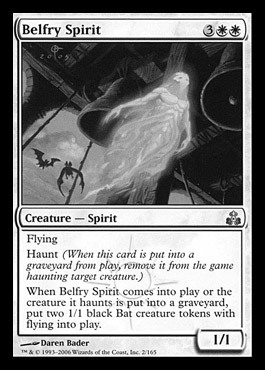 Belfry Spirit 3
Creature — Spirit
Flying
Haunt (When this card is put into a
graveyard from play, remove it from the game
haunting target creature.)
When Belfry Spirit comes into play or the
creature it haunts is put into a graveyard,
put two 1/1 black Bat creature tokens with
flying into play.
Daren Bader
1/1
™ & © 1993-2006 Wizards of the Coast, Inc. 2/165